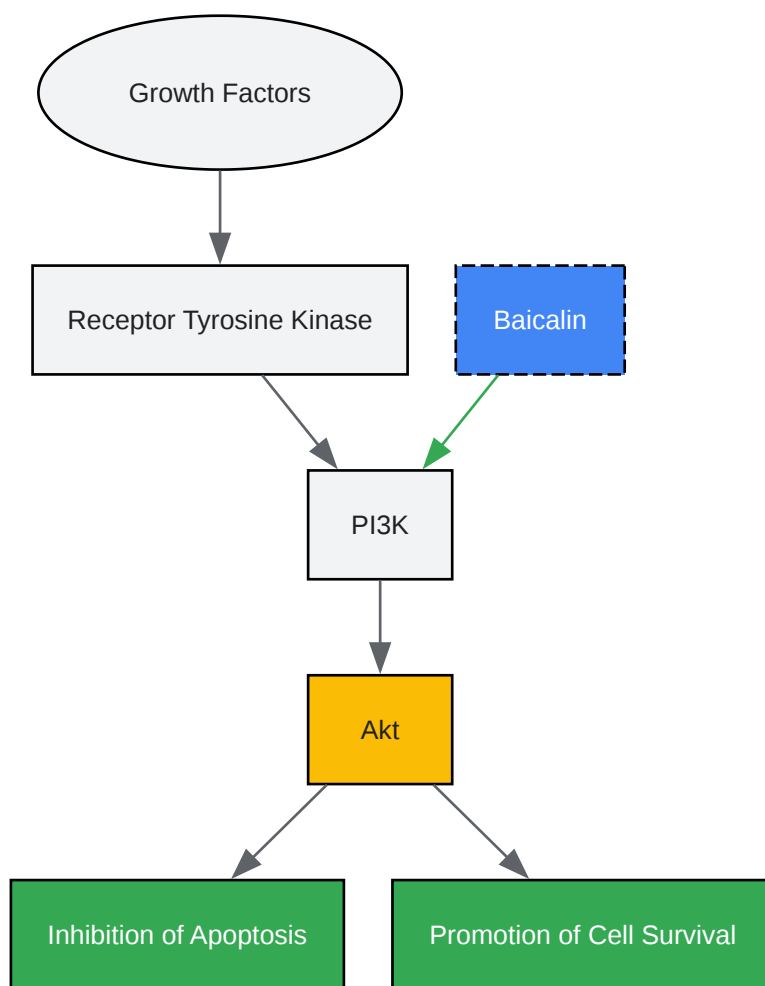 Growth Factors
Receptor Tyrosine Kinase
Baicalin
PI3K
Akt
Inhibition of Apoptosis
Promotion of Cell Survival